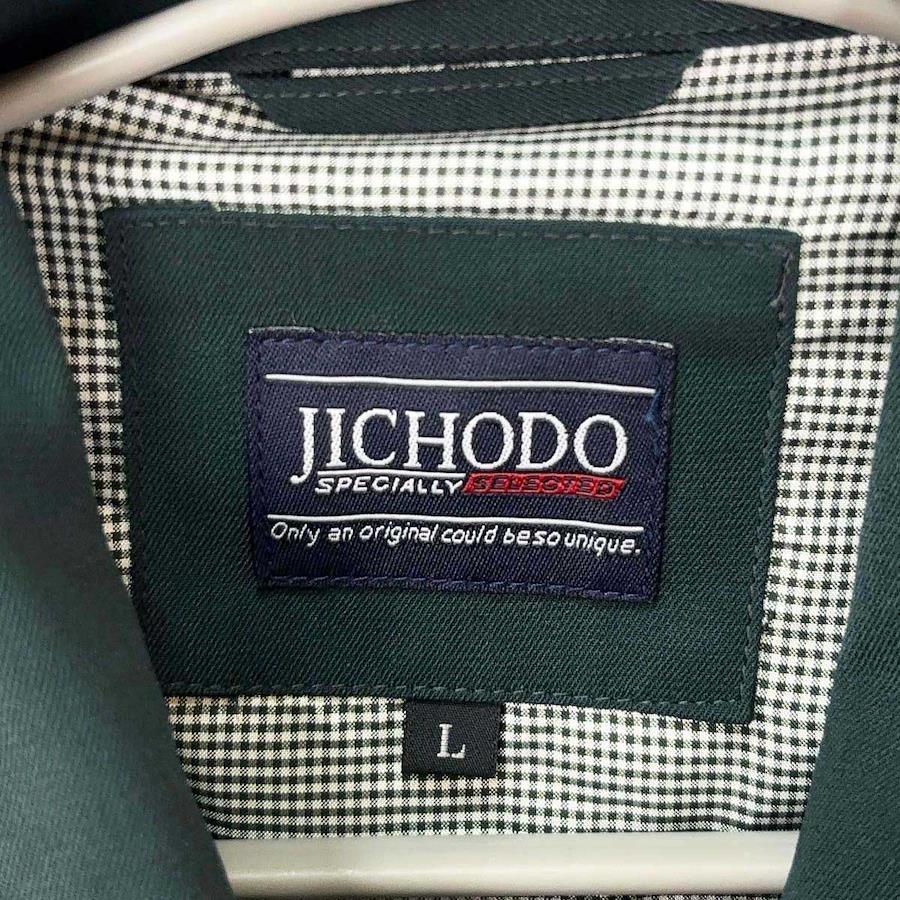 JICHODO
SPECIALLY SELECTED
Only an original could be so unique.
L